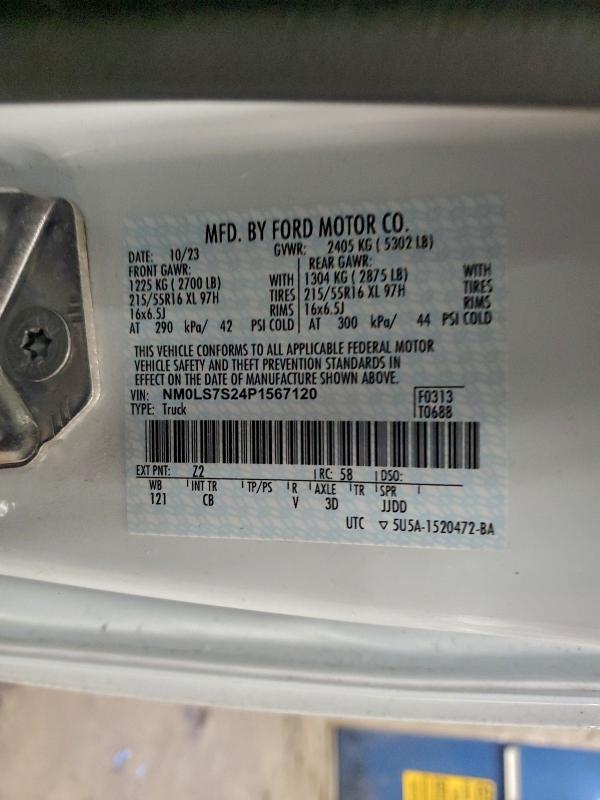 MFD. BY FORD MOTOR CO.
DATE: 10/23 GVWR: 2405 KG ( 5302 LB)
FRONT GAWR: REAR GAWR:
1225 KG ( 2700 LB) WITH 1304 KG ( 2875 LB) WITH
215/55R16 XL 97H TIRES 215/55R16 XL 97H TIRES
16x6.5J RIMS 16x6.5J RIMS
AT 290 kPa/ 42 PSI COLD AT 300 kPa/ 44 PSI COLD
THIS VEHICLE CONFORMS TO ALL APPLICABLE FEDERAL MOTOR
VEHICLE SAFETY AND THEFT PREVENTION STANDARDS IN
EFFECT ON THE DATE OF MANUFACTURE SHOWN ABOVE.
VIN: NM0LS7S24P1567120 F0313
TYPE: Truck T0688
EXT PNT: Z2 RC: 58 DSO:
WB INT TR TP/PS R AXLE TR SPR
121 CB V 3D JJDD
UTC ▽ 5U5A-1520472-BA